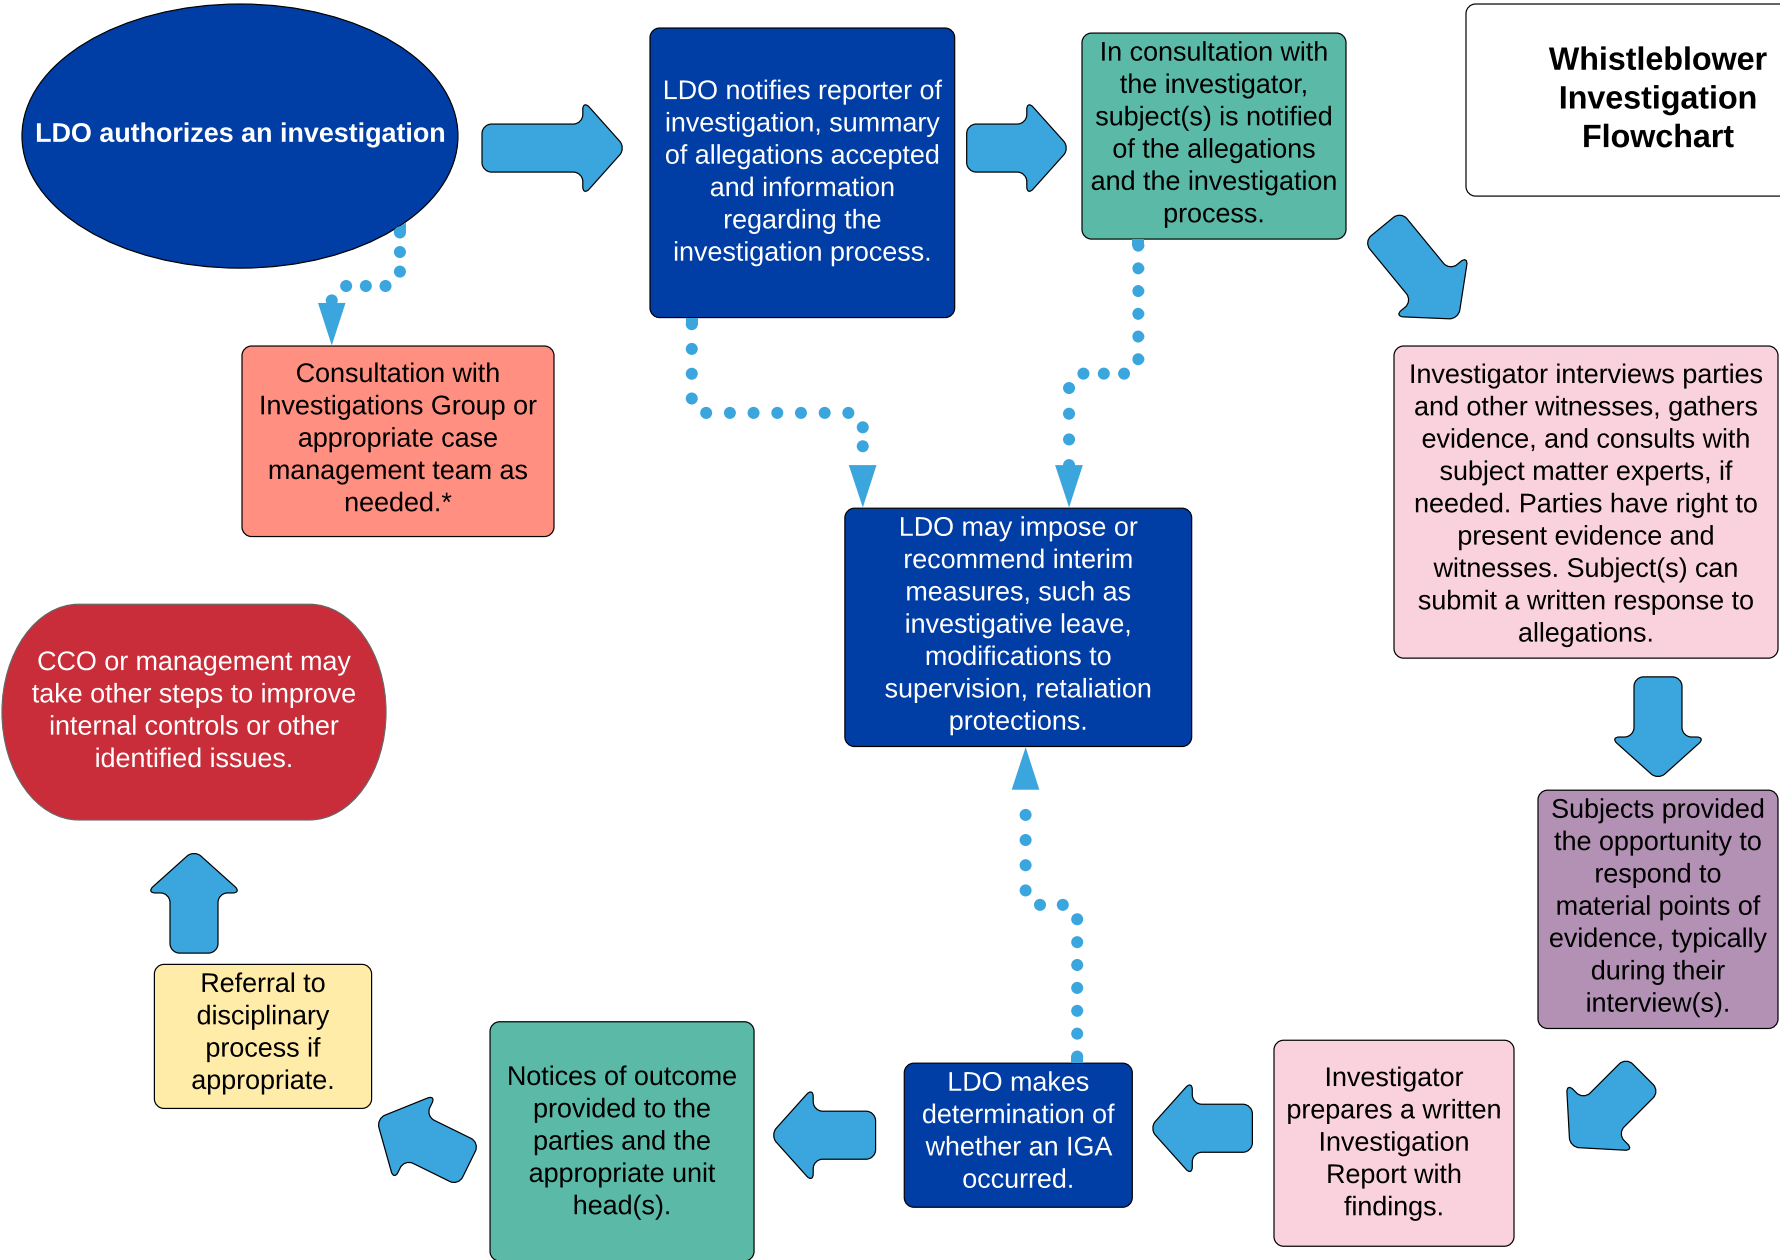 LDO authorizes an investigation
LDO notifies reporter of
investigation, summary
of allegations accepted
and information
regarding the
investigation process.
In consultation with
the investigator,
subject(s) is notified
of the allegations
and the investigation
process.
Whistleblower
Investigation
Flowchart
Consultation with
Investigations Group or
appropriate case
management team as
needed.*
Investigator interviews parties
and other witnesses, gathers
evidence, and consults with
subject matter experts, if
needed. Parties have right to
present evidence and
witnesses. Subject(s) can
submit a written response to
allegations.
LDO may impose or
recommend interim
measures, such as
investigative leave,
modifications to
supervision, retaliation
protections.
CCO or management may
take other steps to improve
internal controls or other
identified issues.
Subjects provided
the opportunity to
respond to
material points of
evidence, typically
during their
interview(s).
Referral to
disciplinary
process if
appropriate.
Notices of outcome
provided to the
parties and the
appropriate unit
head(s).
LDO makes
determination of
whether an IGA
occurred.
Investigator
prepares a written
Investigation
Report with
findings.